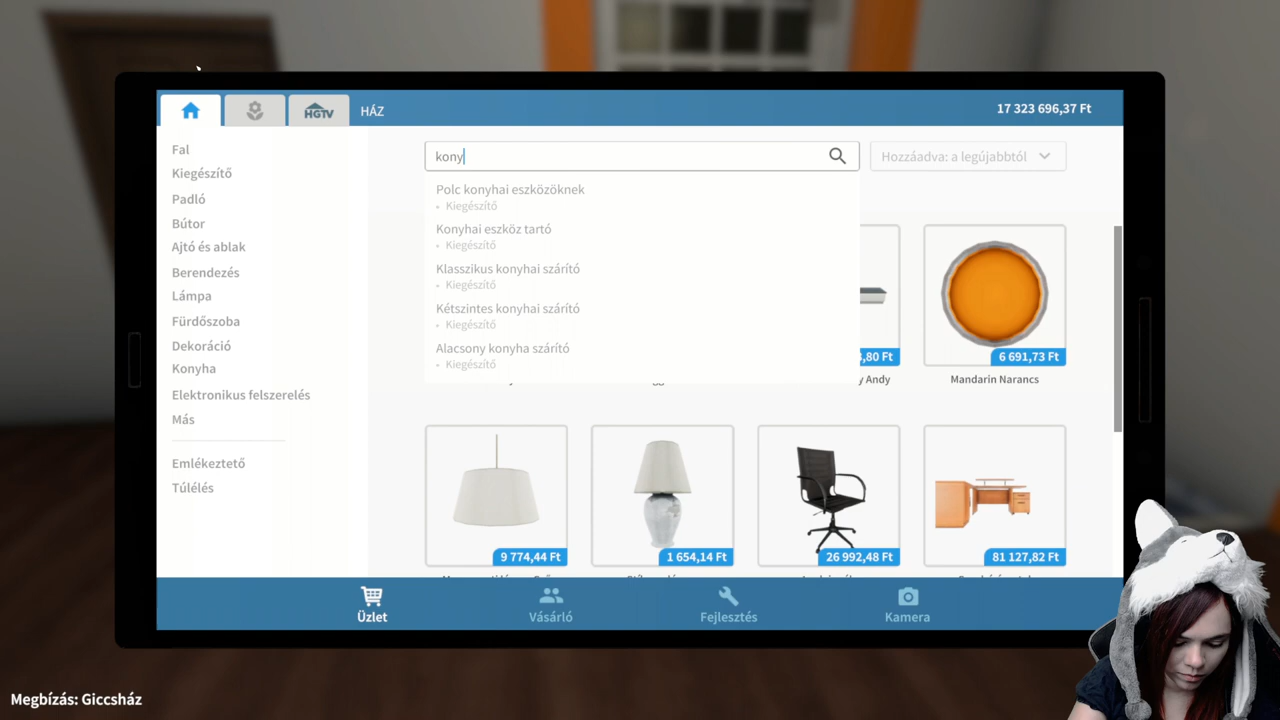 HGTV
HÁZ
17 323 696,37 Ft
Fal
Kiegészítő
Padló
Bútor
Ajtó és ablak
Berendezés
Lámpa
Fürdőszoba
Dekoráció
Konyha
Elektronikus felszerelés
Más
Emlékeztető
Túlélés
kony
Hozzáadva: a legújabbtól
Polc konyhai eszközöknek
• Kiegészítő
Konyhai eszköz tartó
• Kiegészítő
Klasszikus konyhai szárító
• Kiegészítő
Kétszintes konyhai szárító
• Kiegészítő
Alacsony konyha szárító
• Kiegészítő
,80 Ft
6 691,73 Ft
y Andy
Mandarin Narancs
9 774,44 Ft
1 654,14 Ft
26 992,48 Ft
81 127,82 Ft
Üzlet
Vásárló
Fejlesztés
Kamera
Megbízás: Giccsház